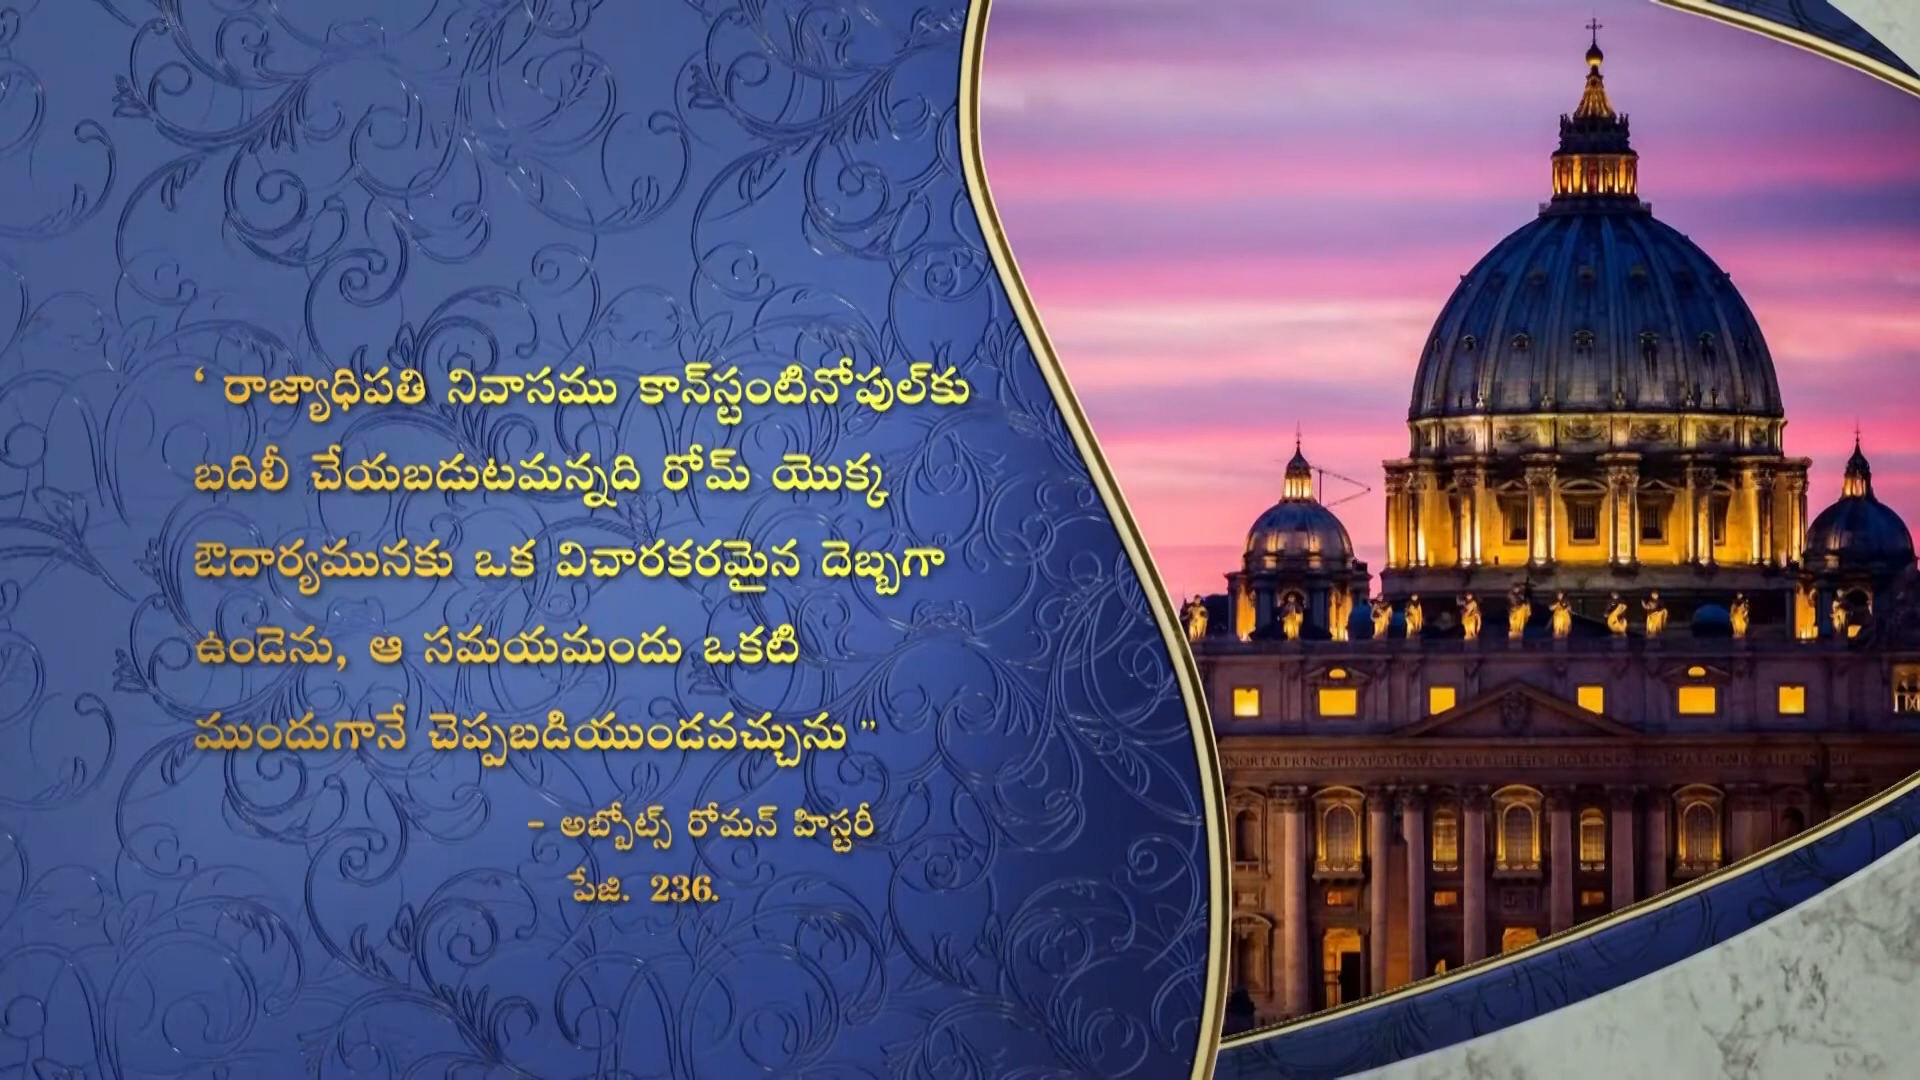 ‘ రాజ్యాధిపతి నివాసము కాన్‌స్టంటినోపుల్‌కు
బదిలీ చేయబడుటమన్నది రోమ్ యొక్క
ఔదార్యమునకు ఒక విచారకరమైన దెబ్బగా
ఉండెను, ఆ సమయమందు ఒకటి
ముందుగానే చెప్పబడియుండవచ్చును ”
- అబ్బోట్స్ రోమన్ హిస్టరీ
పేజి. 236.